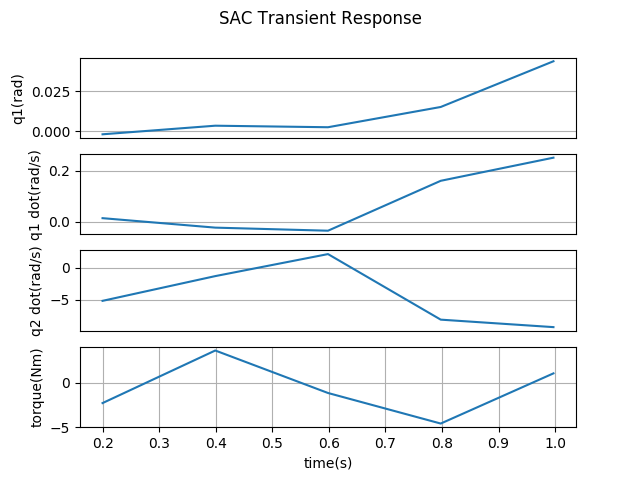 SAC Transient Response
q1(rad)
0.025
0.000
q1 dot(rad/s)
0.2
0.0
q2 dot(rad/s)
0
−5
torque(Nm)
0
−5
0.2 0.3 0.4 0.5 0.6 0.7 0.8 0.9 1.0
time(s)